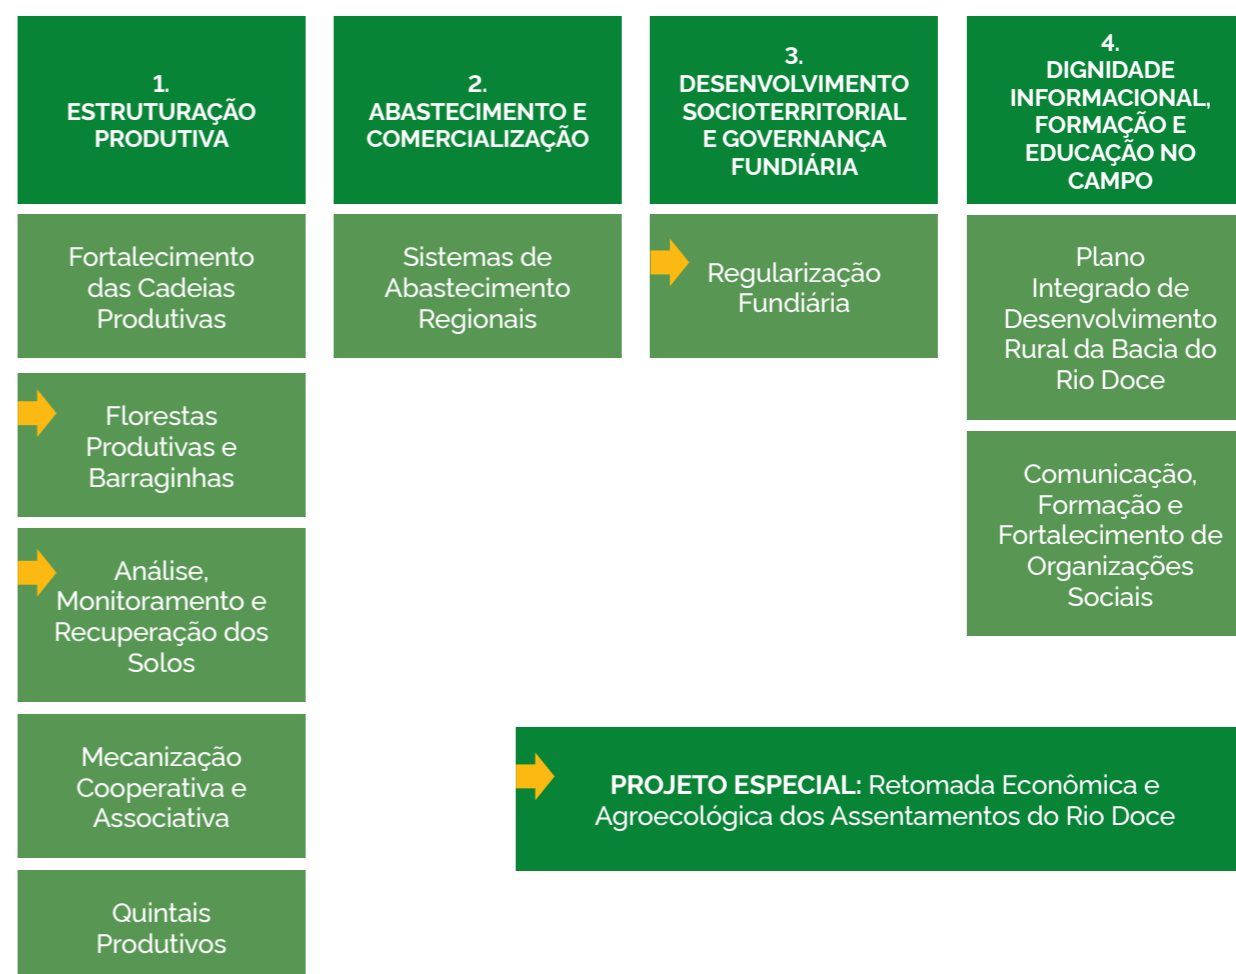 1.
ESTRUTURAÇÃO
PRODUTIVA
Fortalecimento
das Cadeias
Produtivas
Florestas
Produtivas e
Barraginhas
Análise,
Monitoramento e
Recuperação dos
Solos
Mecanização
Cooperativa e
Associativa
Quintais
Produtivos
2.
ABASTECIMENTO E
COMERCIALIZAÇÃO
Sistemas de
Abastecimento
Regionais
3.
DESENVOLVIMENTO
SOCIOTERRITORIAL
E GOVERNANÇA
FUNDIÁRIA
Regularização
Fundiária
4.
DIGNIDADE
INFORMACIONAL,
FORMAÇÃO E
EDUCAÇÃO NO
CAMPO
Plano
Integrado de
Desenvolvimento
Rural da Bacia do
Rio Doce
Comunicação,
Formação e
Fortalecimento de
Organizações
Sociais
PROJETO ESPECIAL: Retomada Econômica e
Agroecológica dos Assentamentos do Rio Doce